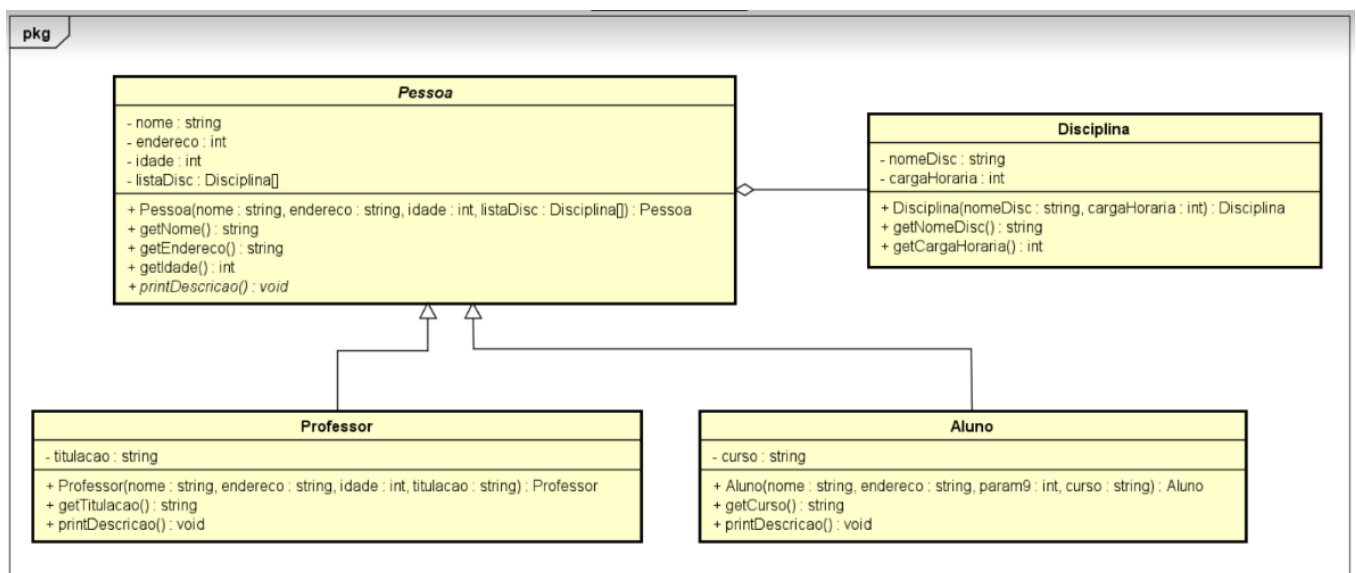 pkg
Pessoa
- nome : string
- endereco : int
- idade : int
- listaDisc : Disciplina[]
+ Pessoa(nome : string, endereco : string, idade : int, listaDisc : Disciplina[]) : Pessoa
+ getNome() : string
+ getEndereco() : string
+ getIdade() : int
+ printDescricao() : void
Disciplina
- nomeDisc : string
- cargaHoraria : int
+ Disciplina(nomeDisc : string, cargaHoraria : int) : Disciplina
+ getNomeDisc() : string
+ getCargaHoraria() : int
Professor
- titulacao : string
+ Professor(nome : string, endereco : string, idade : int, titulacao : string) : Professor
+ getTitulacao() : string
+ printDescricao() : void
Aluno
- curso : string
+ Aluno(nome : string, endereco : string, param9 : int, curso : string) : Aluno
+ getCurso() : string
+ printDescricao() : void